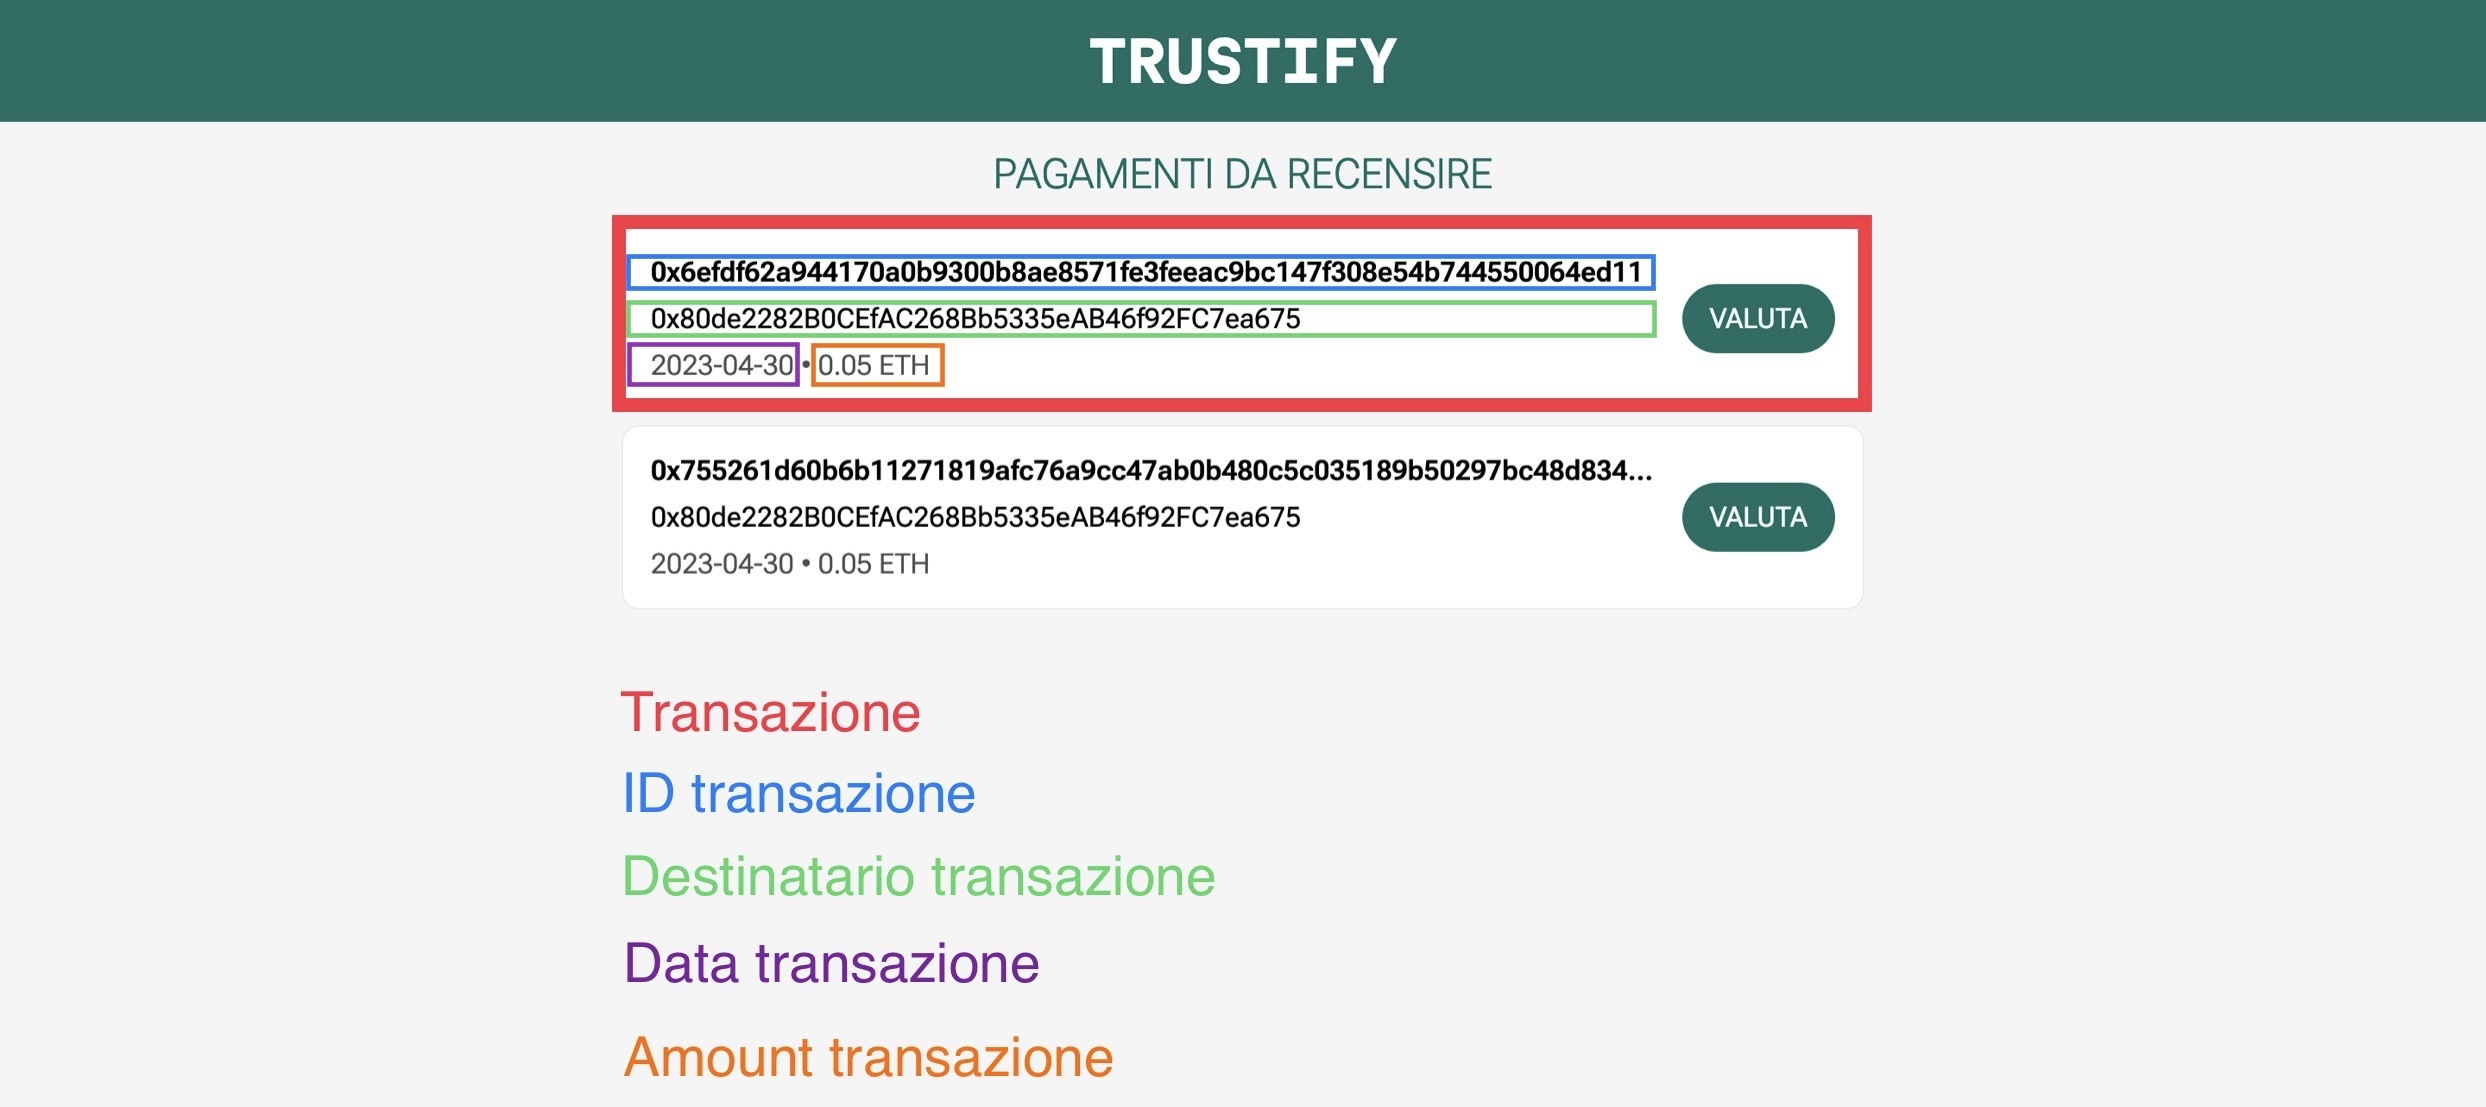 TRUSTIFY
PAGAMENTI DA RECENSIRE
0x6efdf62a944170a0b9300b8ae8571fe3feeac9bc147f308e54b744550064ed11
0x80de2282B0CEfAC268Bb5335eAB46f92FC7ea675
2023-04-30 • 0.05 ETH
VALUTA
0x755261d60b6b11271819afc76a9cc47ab0b480c5c035189b50297bc48d834...
0x80de2282B0CEfAC268Bb5335eAB46f92FC7ea675
2023-04-30 • 0.05 ETH
VALUTA
Transazione
ID transazione
Destinatario transazione
Data transazione
Amount transazione